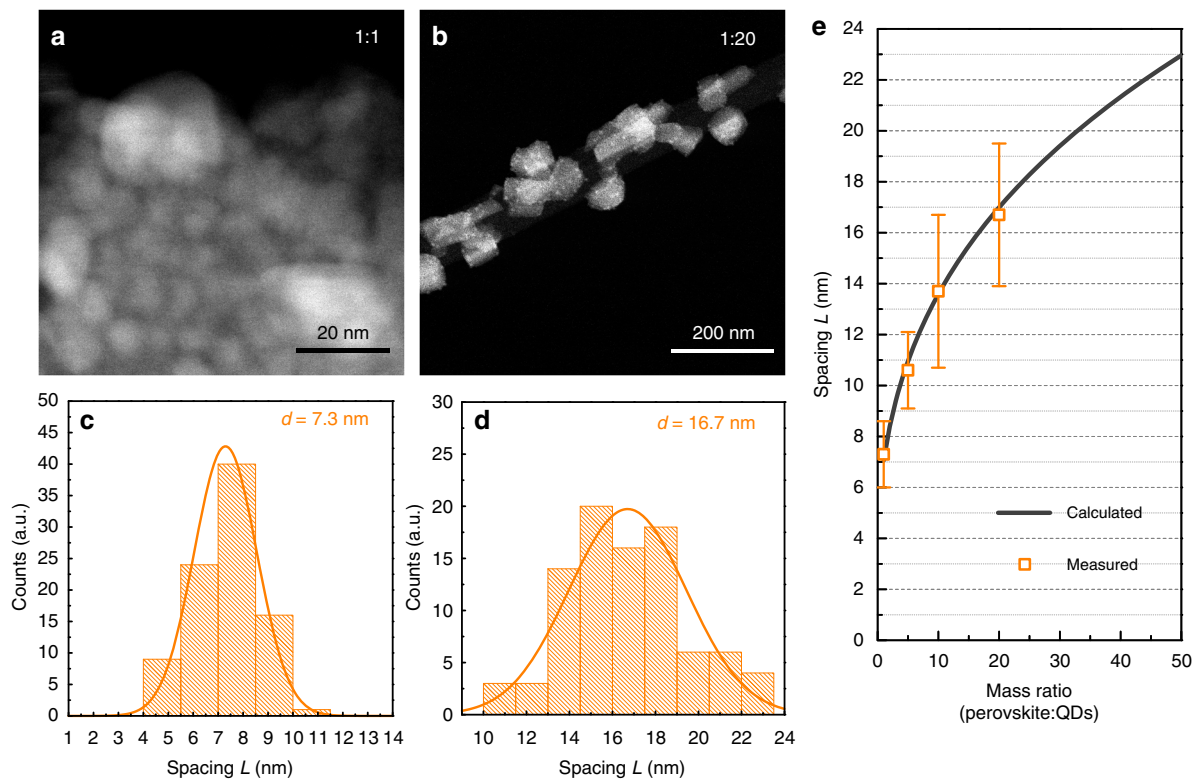 a
1:1
20 nm
b
1:20
200 nm
c
d = 7.3 nm
50
45
40
35
30
25
20
15
10
5
0
Counts (a.u.)
1 2 3 4 5 6 7 8 9 10 11 12 13 14
Spacing L (nm)
d
d = 16.7 nm
30
25
20
15
10
5
0
Counts (a.u.)
10 12 14 16 18 20 22 24
Spacing L (nm)
e
24
22
20
18
16
14
12
10
8
6
4
2
0
Spacing L (nm)
Calculated
Measured
0 10 20 30 40 50
Mass ratio
(perovskite:QDs)